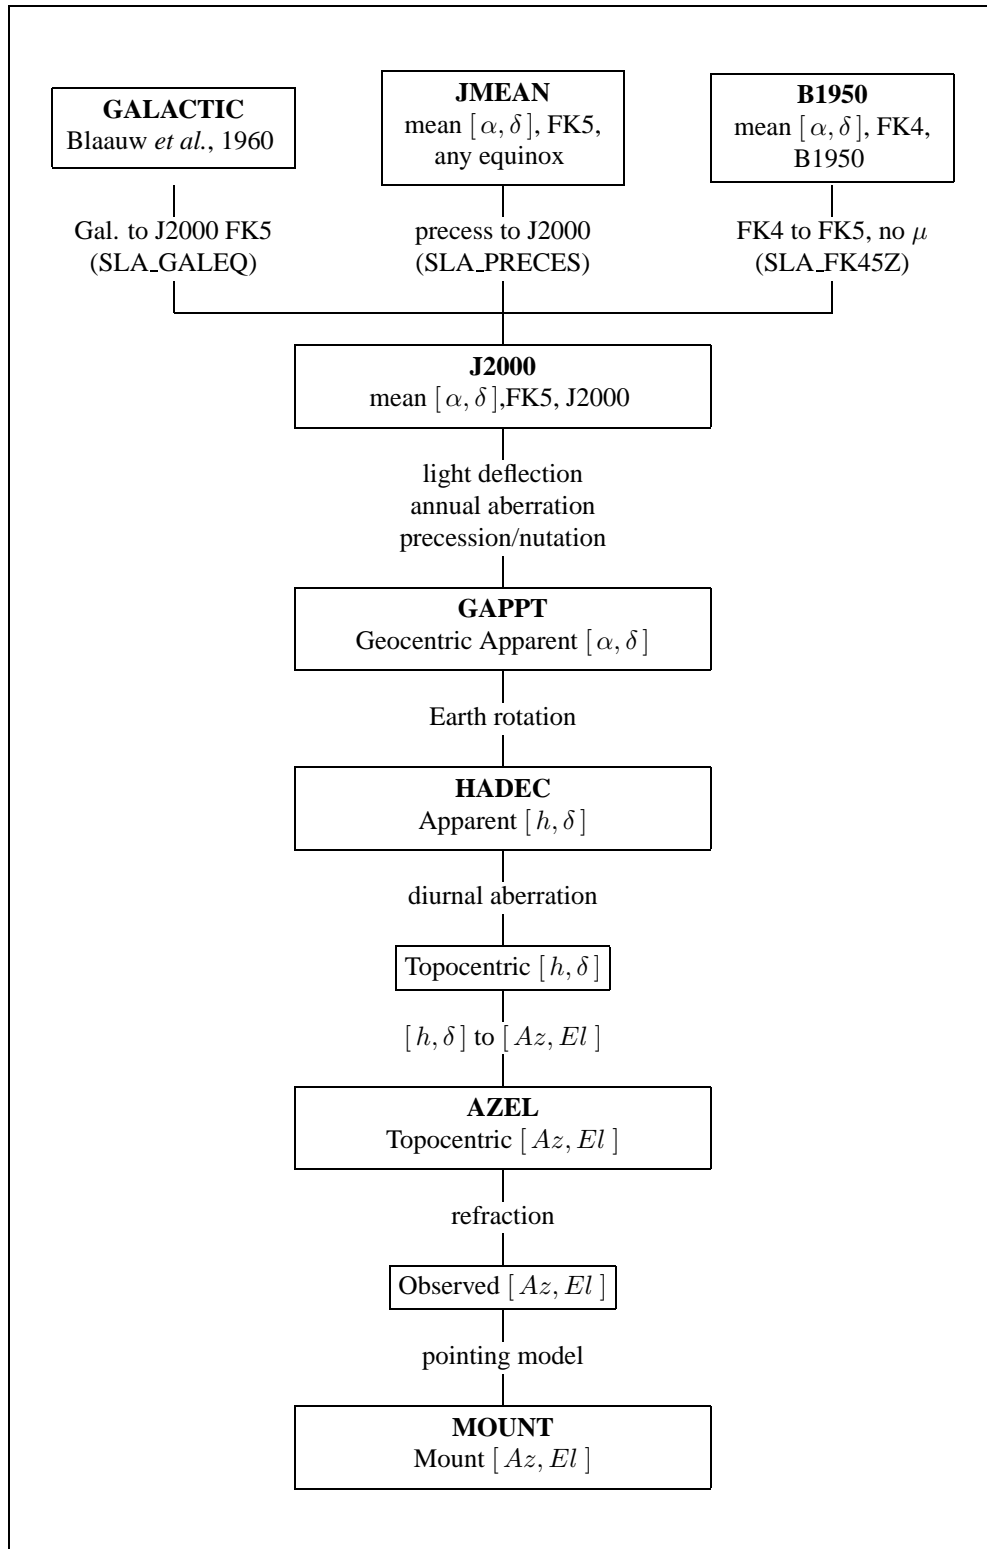 GALACTIC
Blaauw et al., 1960
JMEAN
mean [ α, δ ], FK5,
any equinox
B1950
mean [ α, δ ], FK4,
B1950
Gal. to J2000 FK5
(SLA_GALEQ)
precess to J2000
(SLA_PRECES)
FK4 to FK5, no μ
(SLA_FK45Z)
J2000
mean [ α, δ ],FK5, J2000
light deflection
annual aberration
precession/nutation
GAPPT
Geocentric Apparent [ α, δ ]
Earth rotation
HADEC
Apparent [ h, δ ]
diurnal aberration
Topocentric [ h, δ ]
[ h, δ ] to [ Az, El ]
AZEL
Topocentric [ Az, El ]
refraction
Observed [ Az, El ]
pointing model
MOUNT
Mount [ Az, El ]